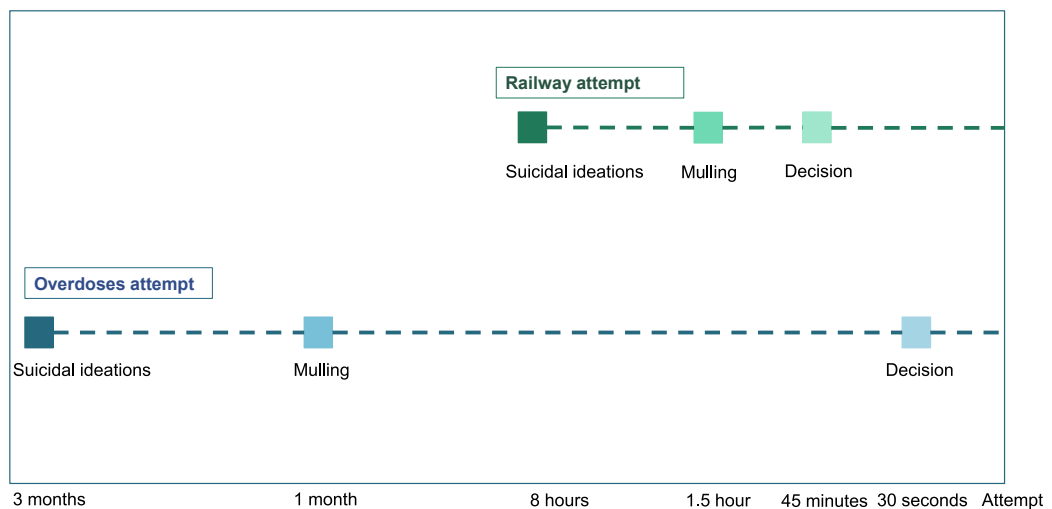 Railway attempt
Suicidal ideations Mulling Decision
Overdoses attempt
Suicidal ideations Mulling Decision
3 months 1 month 8 hours 1.5 hour 45 minutes 30 seconds Attempt